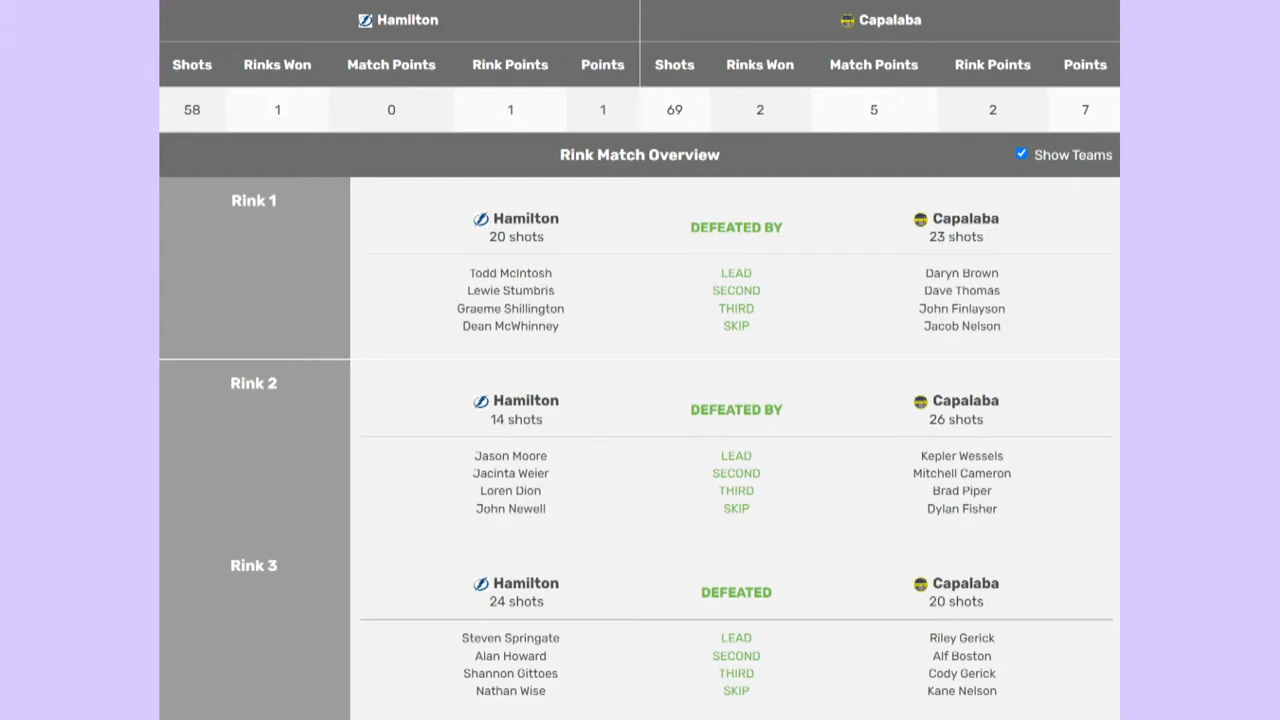 Hamilton Capalaba
Shots Rinks Won Match Points Rink Points Points Shots Rinks Won Match Points Rink Points Points
58 1 0 1 1 69 2 5 2 7
Rink Match Overview Show Teams
Rink 1
Hamilton DEFEATED BY Capalaba
20 shots 23 shots
Todd McIntosh LEAD Daryn Brown
Lewie Stumbris SECOND Dave Thomas
Graeme Shillington THIRD John Finlayson
Dean McWhinney SKIP Jacob Nelson
Rink 2
Hamilton DEFEATED BY Capalaba
14 shots 26 shots
Jason Moore LEAD Kepler Wessels
Jacinta Weier SECOND Mitchell Cameron
Loren Dion THIRD Brad Piper
John Newell SKIP Dylan Fisher
Rink 3
Hamilton DEFEATED Capalaba
24 shots 20 shots
Steven Springate LEAD Riley Gerick
Alan Howard SECOND Alf Boston
Shannon Gittoes THIRD Cody Gerick
Nathan Wise SKIP Kane Nelson